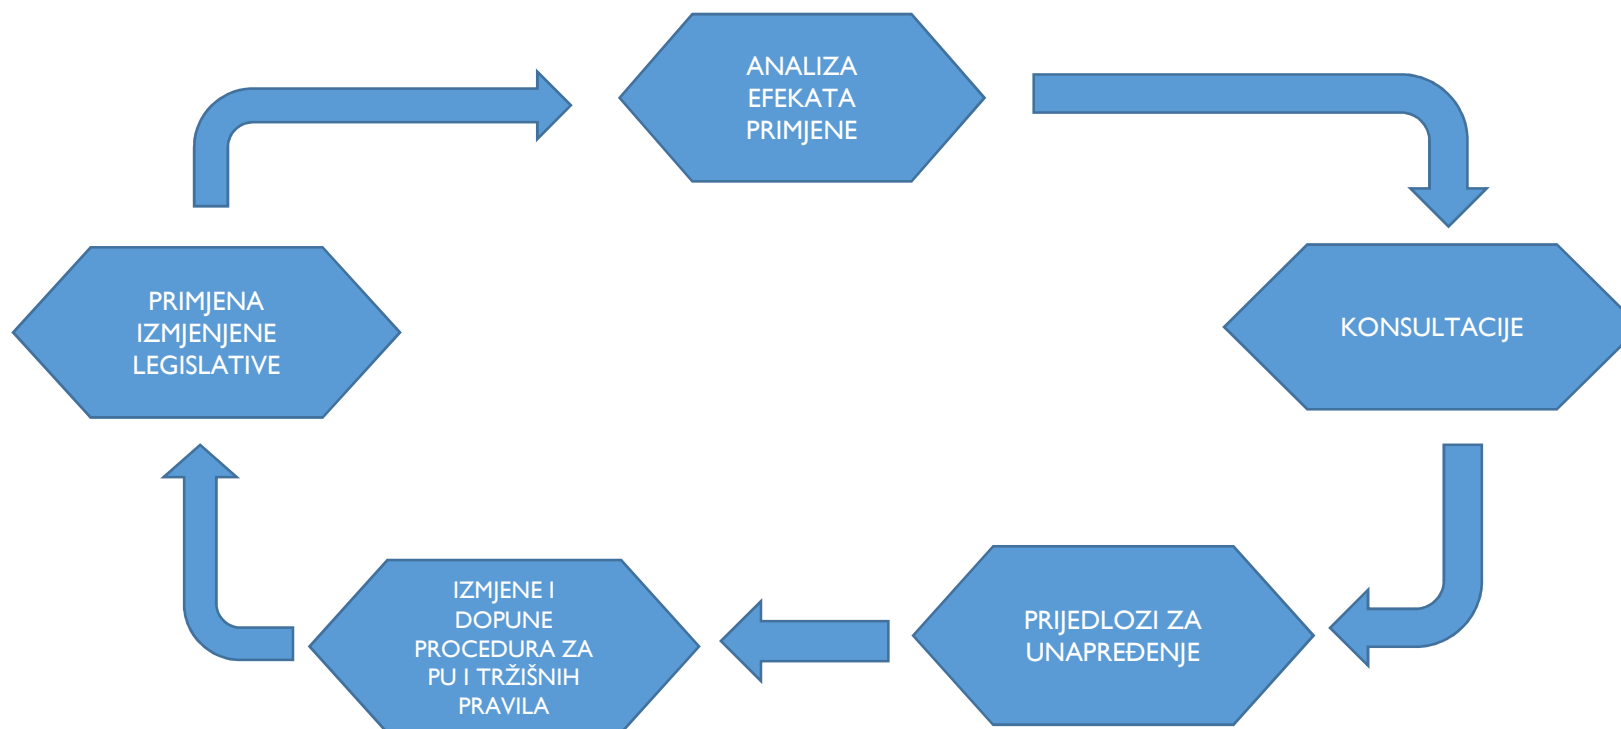 ANALIZA
EFEKATA
PRIMJENE
PRIMJENA
IZMJENJENE
LEGISLATIVE
KONSULTACIJE
IZMJENE I
DOPUNE
PROCEDURA ZA
PU I TRŽIŠNIH
PRAVILA
PRIJEDLOZI ZA
UNAPREĐENJE